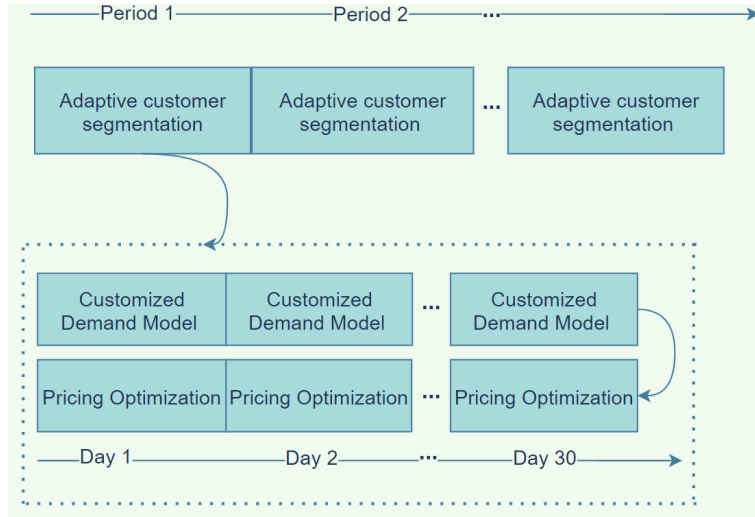 Period 1 Period 2 ...
Adaptive customer
segmentation
Adaptive customer
segmentation
...
Adaptive customer
segmentation
Customized
Demand Model
Customized
Demand Model
...
Customized
Demand Model
Pricing Optimization
Pricing Optimization
...
Pricing Optimization
Day 1 Day 2 ... Day 30